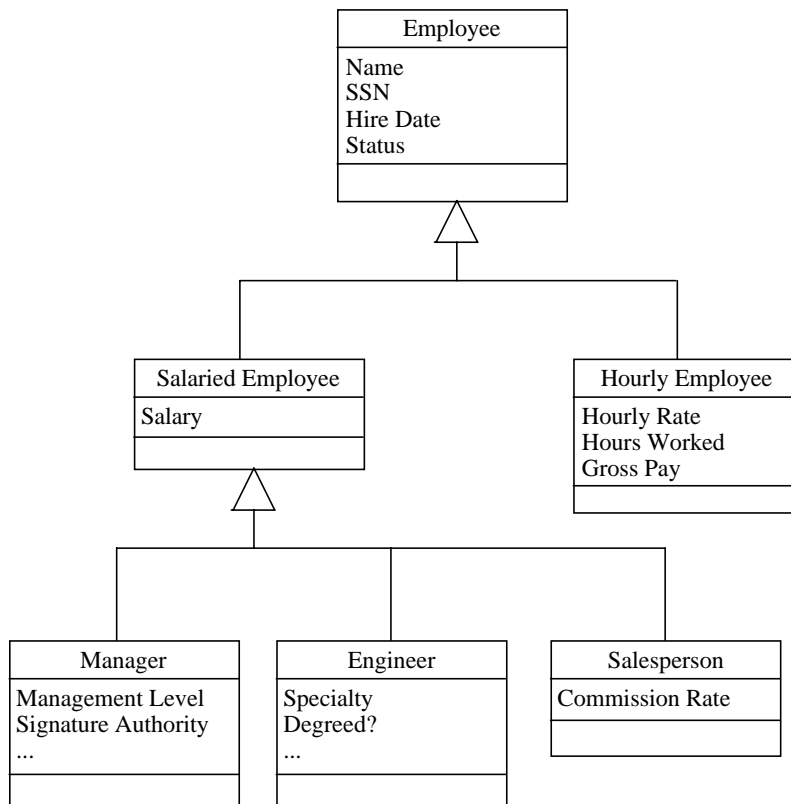 Employee
Name
SSN
Hire Date
Status
Salaried Employee
Salary
Hourly Employee
Hourly Rate
Hours Worked
Gross Pay
Manager
Management Level
Signature Authority
...
Engineer
Specialty
Degreed?
...
Salesperson
Commission Rate